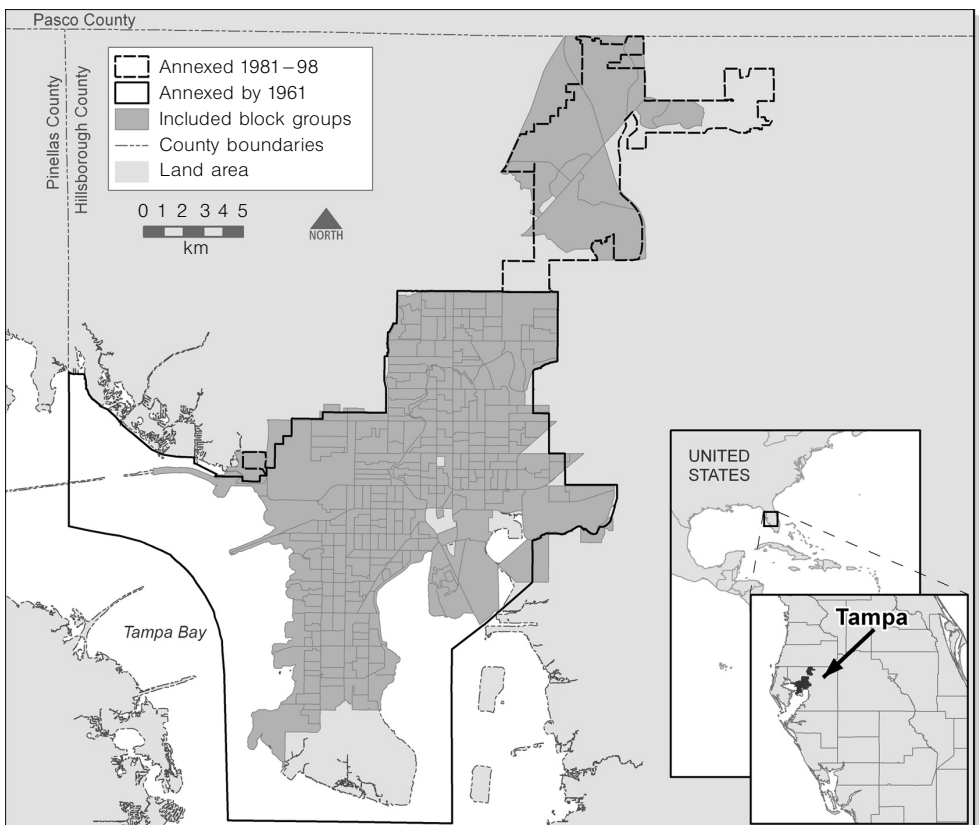 Pasco County
Pinellas County
Hillsborough County
Annexed 1981–98
Annexed by 1961
Included block groups
County boundaries
Land area
0 1 2 3 4 5
km
NORTH
Tampa Bay
UNITED
STATES
Tampa